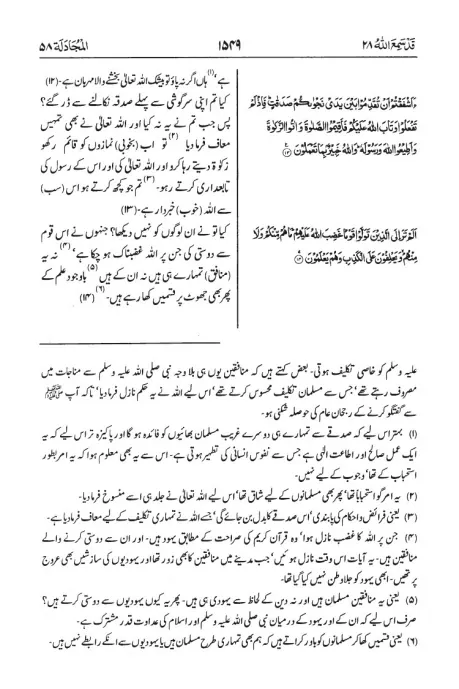 قد سمع اللہ ٢٨
١٥٤٩
المجادلة ٥٨
ءَاَشْفَقْتُمْ اَنْ تُقَدِّمُوْا بَيْنَ يَدَىْ نَجْوٰىكُمْ صَدَقٰتٍ فَاِذْ لَمْ
تَفْعَلُوْا وَتَابَ اللّٰهُ عَلَيْكُمْ فَاَقِيْمُوا الصَّلٰوةَ وَاٰتُوا الزَّكٰوةَ
وَاَطِيْعُوا اللّٰهَ وَرَسُوْلَهٗ وَاللّٰهُ خَبِيْرٌۢ بِمَا تَعْمَلُوْنَ ۝١٣
اَلَمْ تَرَ اِلَى الَّذِيْنَ تَوَلَّوْا قَوْمًا غَضِبَ اللّٰهُ عَلَيْهِمْ مَا هُمْ مِّنْكُمْ وَلَا
مِنْهُمْ وَيَحْلِفُوْنَ عَلَى الْكَذِبِ وَهُمْ يَعْلَمُوْنَ ۝١٤
ہے،(۱) ہاں اگر نہ پاؤ تو بیشک اللہ تعالیٰ بخشنے والا مہربان ہے۔(۱۲)
کیا تم اپنی سرگوشی سے پہلے صدقہ نکالنے سے ڈر گئے؟
پس جب تم نے یہ نہ کیا اور اللہ تعالیٰ نے بھی تمہیں
معاف فرما دیا (۲) تو اب (بخوبی) نمازوں کو قائم رکھو
زکوٰۃ دیتے رہا کرو اور اللہ تعالیٰ کی اور اس کے رسول کی
تابعداری کرتے رہو۔(۳) تم جو کچھ کرتے ہو اس (سب)
سے اللہ (خوب) خبردار ہے۔(۱۳)
کیا تو نے ان لوگوں کو نہیں دیکھا؟ جنہوں نے اس قوم
سے دوستی کی جن پر اللہ غضبناک ہو چکا ہے،(۴) نہ یہ
(منافق) تمہارے ہی ہیں نہ ان کے ہیں (۵) باوجود علم کے
پھر بھی جھوٹ پر قسمیں کھا رہے ہیں۔(۶) (۱۴)
علیہ وسلم کو خاصی تکلیف ہوتی۔ بعض کہتے ہیں کہ منافقین یوں ہی بلا وجہ نبی صلی اللہ علیہ وسلم سے مناجات میں
مصروف رہتے تھے، جس سے مسلمان تکلیف محسوس کرتے تھے، اس لیے اللہ نے یہ حکم نازل فرما دیا، تاکہ آپ ﷺ
سے گفتگو کرنے کے رجحان عام کی حوصلہ شکنی ہو۔
(۱) بہتر اس لیے کہ صدقے سے تمہارے ہی دوسرے غریب مسلمان بھائیوں کو فائدہ ہو گا اور پاکیزہ تر اس لیے کہ یہ
ایک عمل صالح اور اطاعت الٰہی ہے جس سے نفوس انسانی کی تطہیر ہوتی ہے۔ اس سے یہ بھی معلوم ہوا کہ یہ امر بطور
استحباب کے تھا، وجوب کے لیے نہیں۔
(۲) یہ امر گو استحبابًا تھا، پھر بھی مسلمانوں کے لیے شاق تھا، اس لیے اللہ تعالیٰ نے جلد ہی اسے منسوخ فرما دیا۔
(۳) یعنی فرائض و احکام کی پابندی، اس صدقے کا بدل بن جائے گی، جسے اللہ نے تمہاری تکلیف کے لیے معاف فرما دیا ہے۔
(۴) جن پر اللہ کا غضب نازل ہوا، وہ قرآن کریم کی صراحت کے مطابق یہود ہیں۔ اور ان سے دوستی کرنے والے
منافقین ہیں۔ یہ آیات اس وقت نازل ہوئیں، جب مدینے میں منافقین کا بھی زور تھا اور یہودیوں کی سازشیں بھی عروج
پر تھیں۔ ابھی یہود کو جلاوطن نہیں کیا گیا تھا۔
(۵) یعنی یہ منافقین مسلمان ہیں اور نہ دین کے لحاظ سے یہودی ہی ہیں۔ پھر یہ کیوں یہودیوں سے دوستی کرتے ہیں؟
صرف اس لیے کہ ان کے اور یہود کے درمیان نبی صلی اللہ علیہ وسلم اور اسلام کی عداوت قدر مشترک ہے۔
(۶) یعنی قسمیں کھا کر مسلمانوں کو باور کراتے ہیں کہ ہم بھی تمہاری طرح مسلمان ہیں یا یہودیوں سے انکے رابطے نہیں ہیں۔